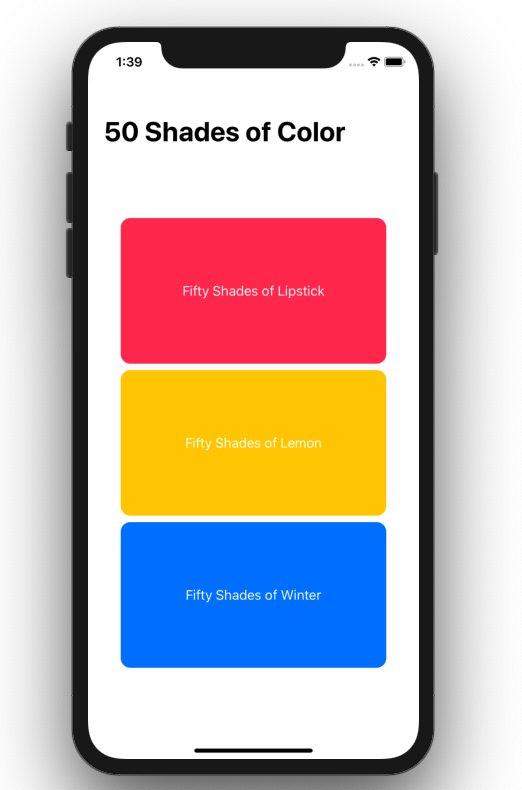 1:39
50 Shades of Color
Fifty Shades of Lipstick
Fifty Shades of Lemon
Fifty Shades of Winter